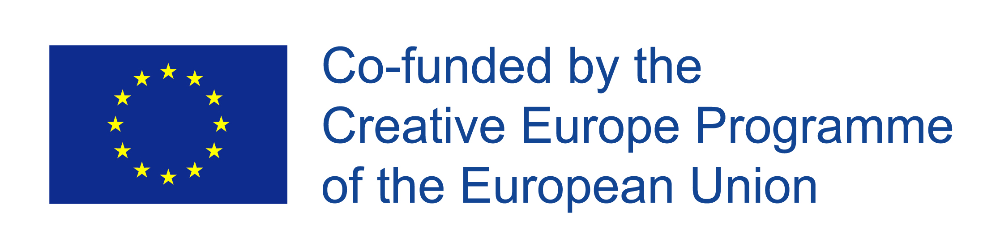 Co-funded by the
Creative Europe Programme
of the European Union